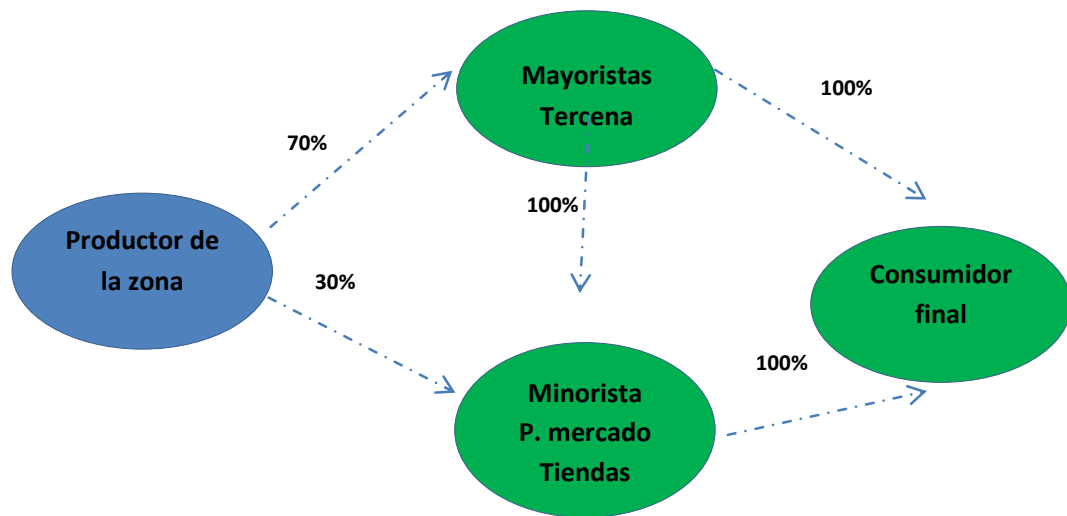 Mayoristas
Tercena
100%
70%
100%
Productor de
la zona
30%
Consumidor
final
100%
Minorista
P. mercado
Tiendas